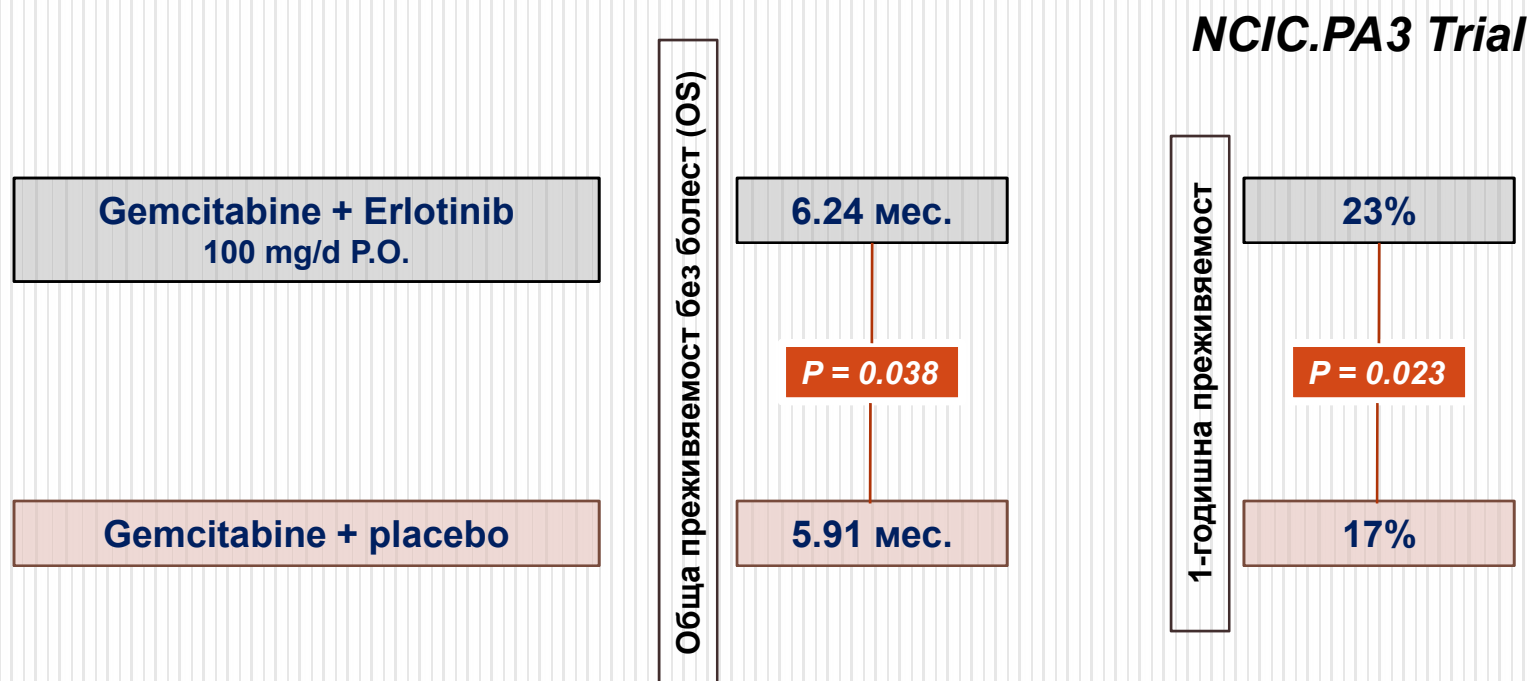 NCIC.PA3 Trial
Gemcitabine + Erlotinib
100 mg/d P.O.
Gemcitabine + placebo
Обща преживяемост без болест (OS)
6.24 мес.
P = 0.038
5.91 мес.
1-годишна преживяемост
23%
P = 0.023
17%